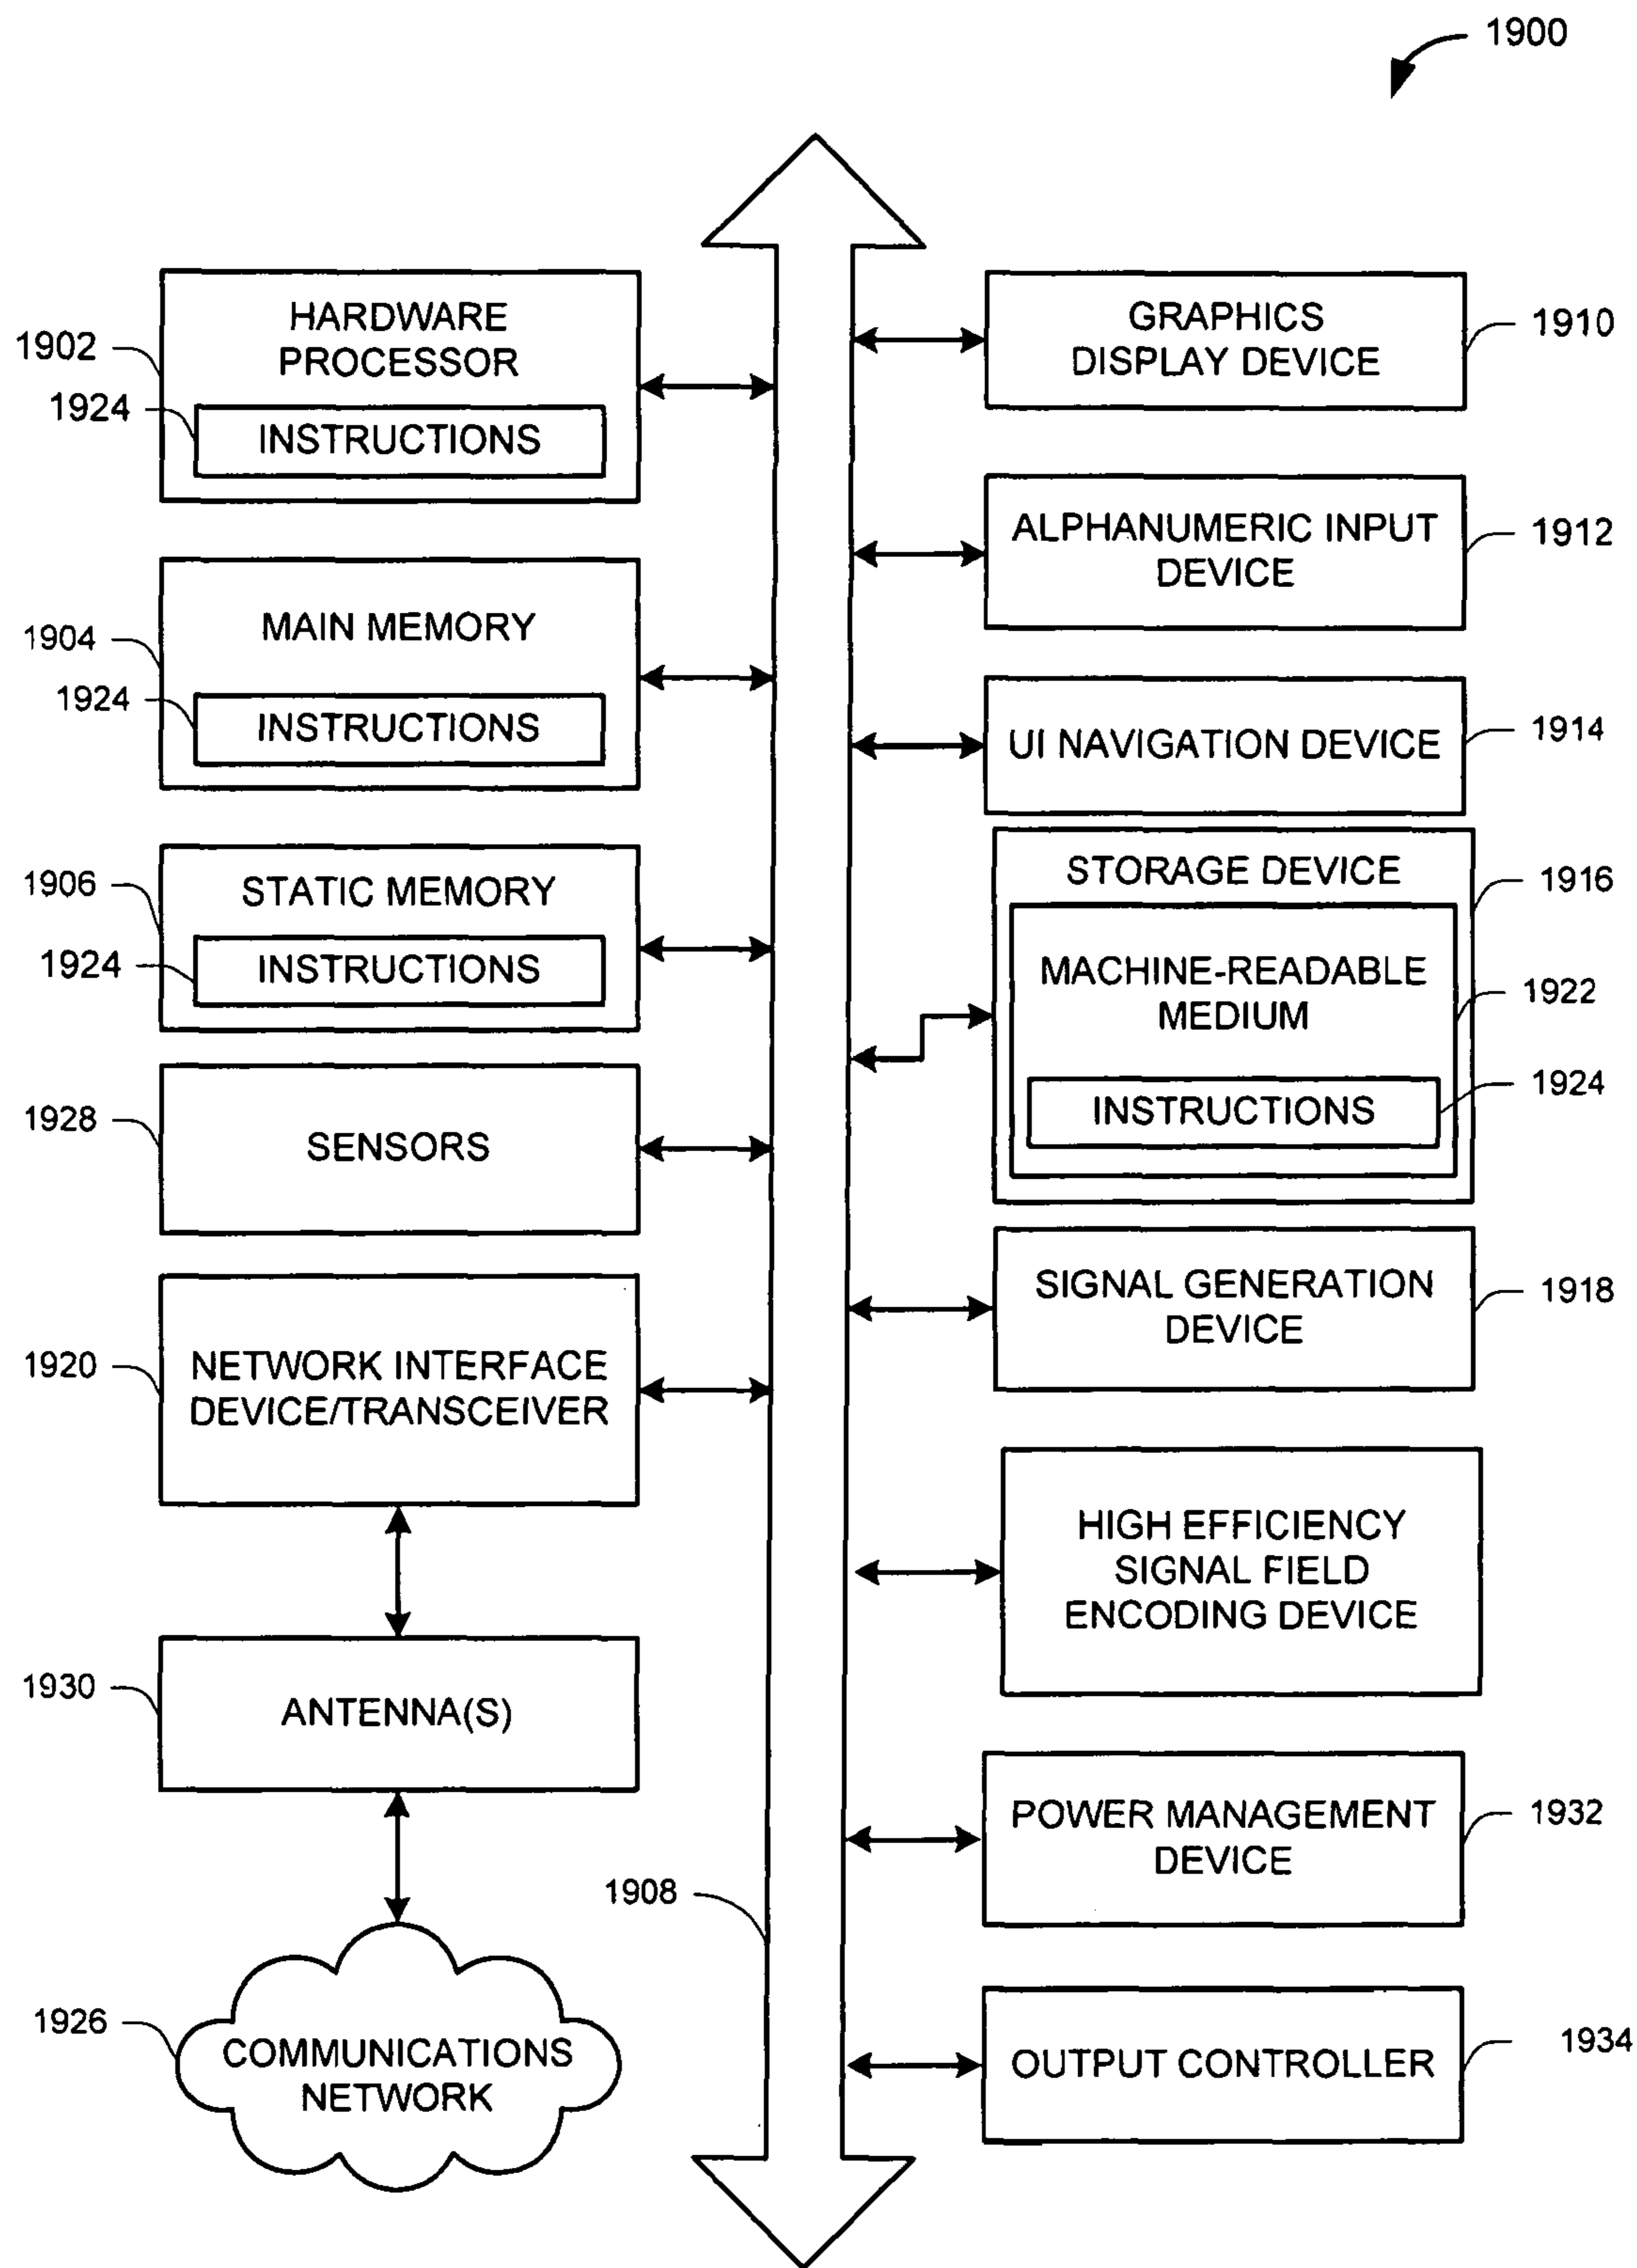 1900
HARDWARE
PROCESSOR
1902
1924
INSTRUCTIONS
MAIN MEMORY
1904
1924
INSTRUCTIONS
STATIC MEMORY
1906
1924
INSTRUCTIONS
1928
SENSORS
1920
NETWORK INTERFACE
DEVICE/TRANSCEIVER
1930
ANTENNA(S)
1908
1926
COMMUNICATIONS
NETWORK
GRAPHICS
DISPLAY DEVICE
1910
ALPHANUMERIC INPUT
DEVICE
1912
UI NAVIGATION DEVICE
1914
STORAGE DEVICE
1916
MACHINE-READABLE
MEDIUM
1922
INSTRUCTIONS
1924
SIGNAL GENERATION
DEVICE
1918
HIGH EFFICIENCY
SIGNAL FIELD
ENCODING DEVICE
POWER MANAGEMENT
DEVICE
1932
OUTPUT CONTROLLER
1934